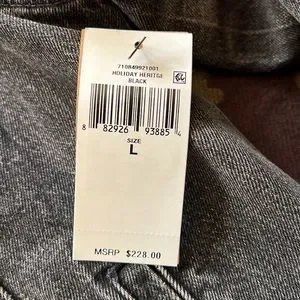 710849921001
HOLIDAY HERITGE
BLACK
8 82926 93885 4
SIZE
L
MSRP $228.00